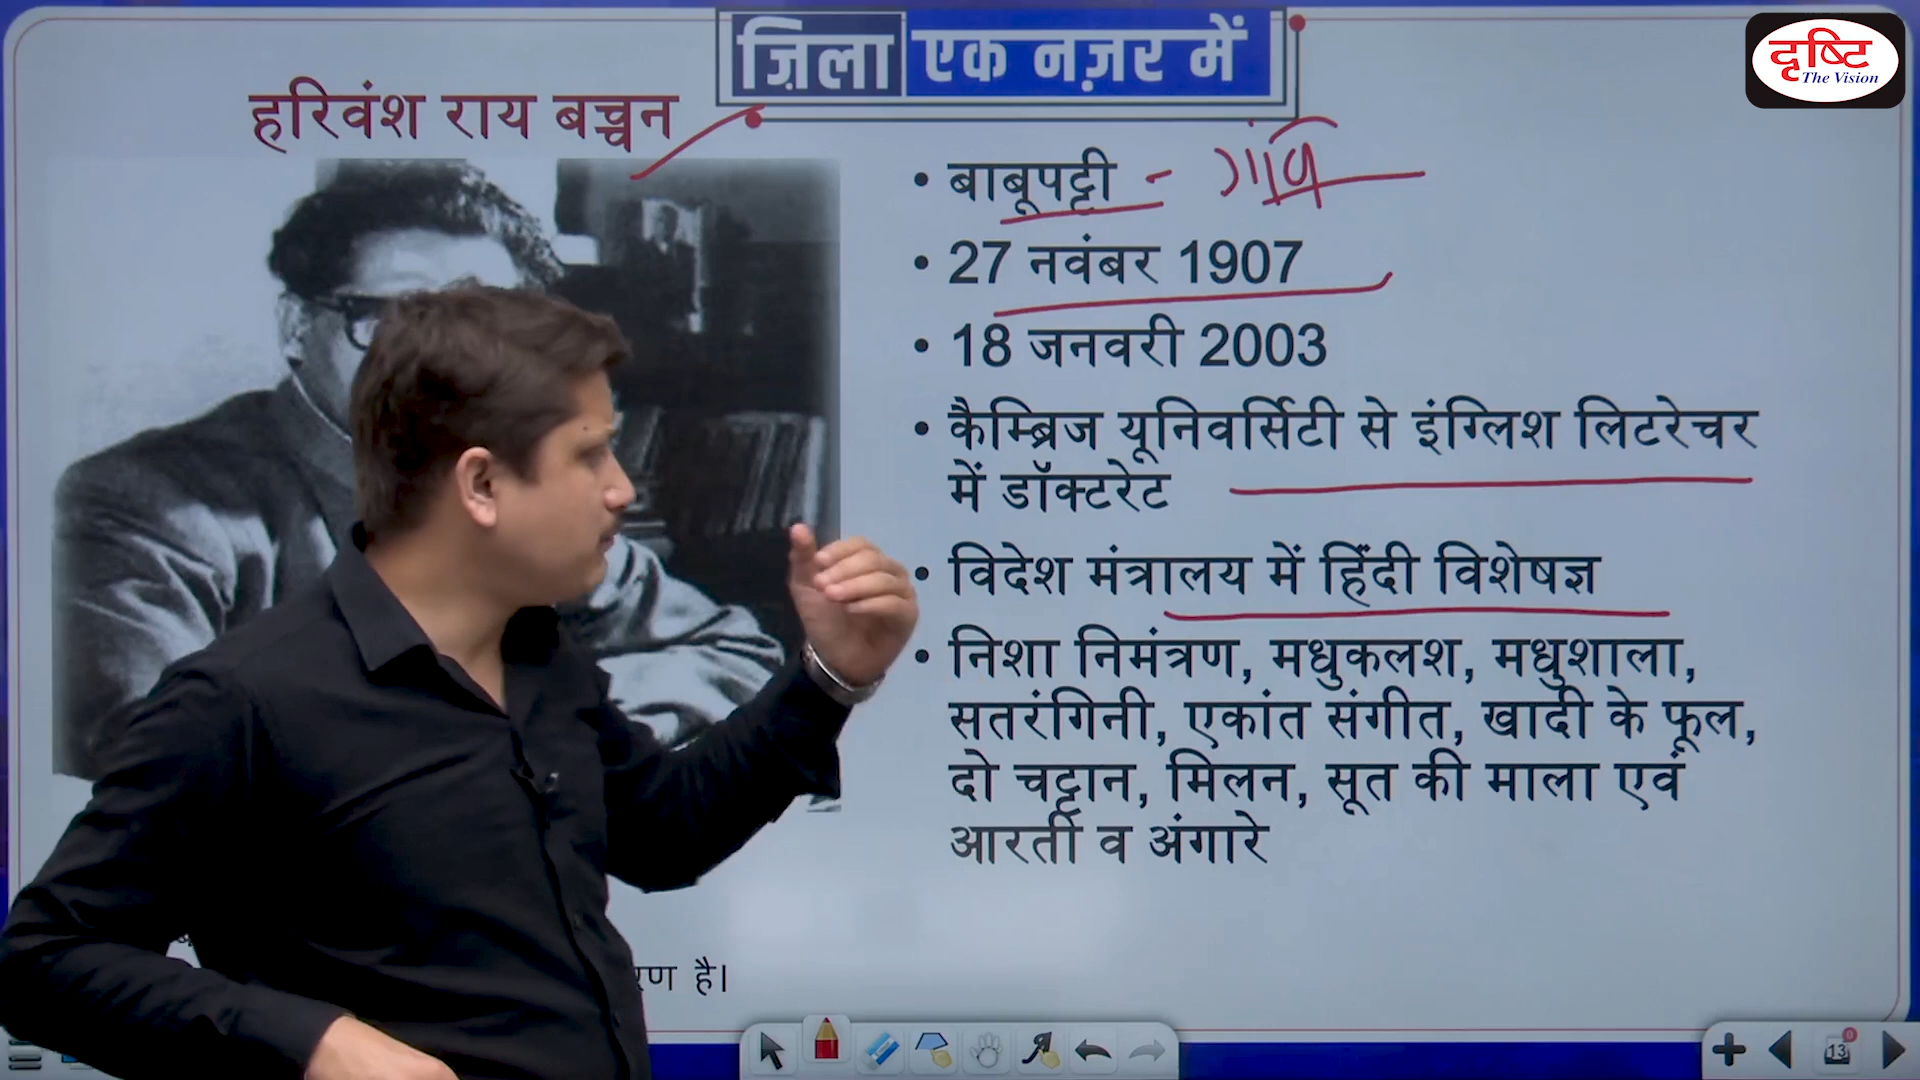 ज़िला एक नज़र में
दृष्टि
The Vision
हरिवंश राय बच्चन
• बाबूपट्टी - गांव
• 27 नवंबर 1907
• 18 जनवरी 2003
• कैम्ब्रिज यूनिवर्सिटी से इंग्लिश लिटरेचर
में डॉक्टरेट
• विदेश मंत्रालय में हिंदी विशेषज्ञ
• निशा निमंत्रण, मधुकलश, मधुशाला,
सतरंगिनी, एकांत संगीत, खादी के फूल,
दो चट्टान, मिलन, सूत की माला एवं
आरती व अंगारे
है।
13